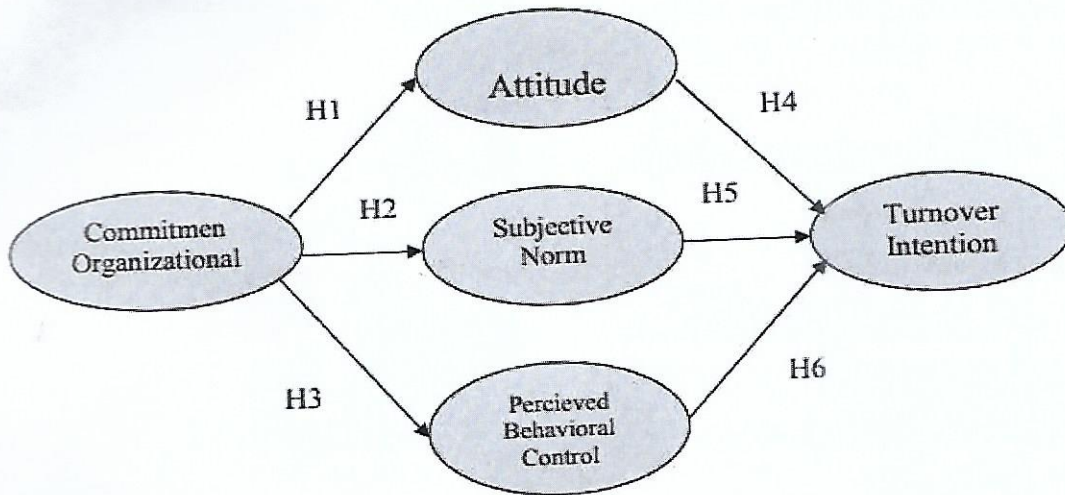 Attitude
H1
H4
H2
H5
Commitmen
Organizational
Subjective
Norm
Turnover
Intention
H3
H6
Percieved
Behavioral
Control